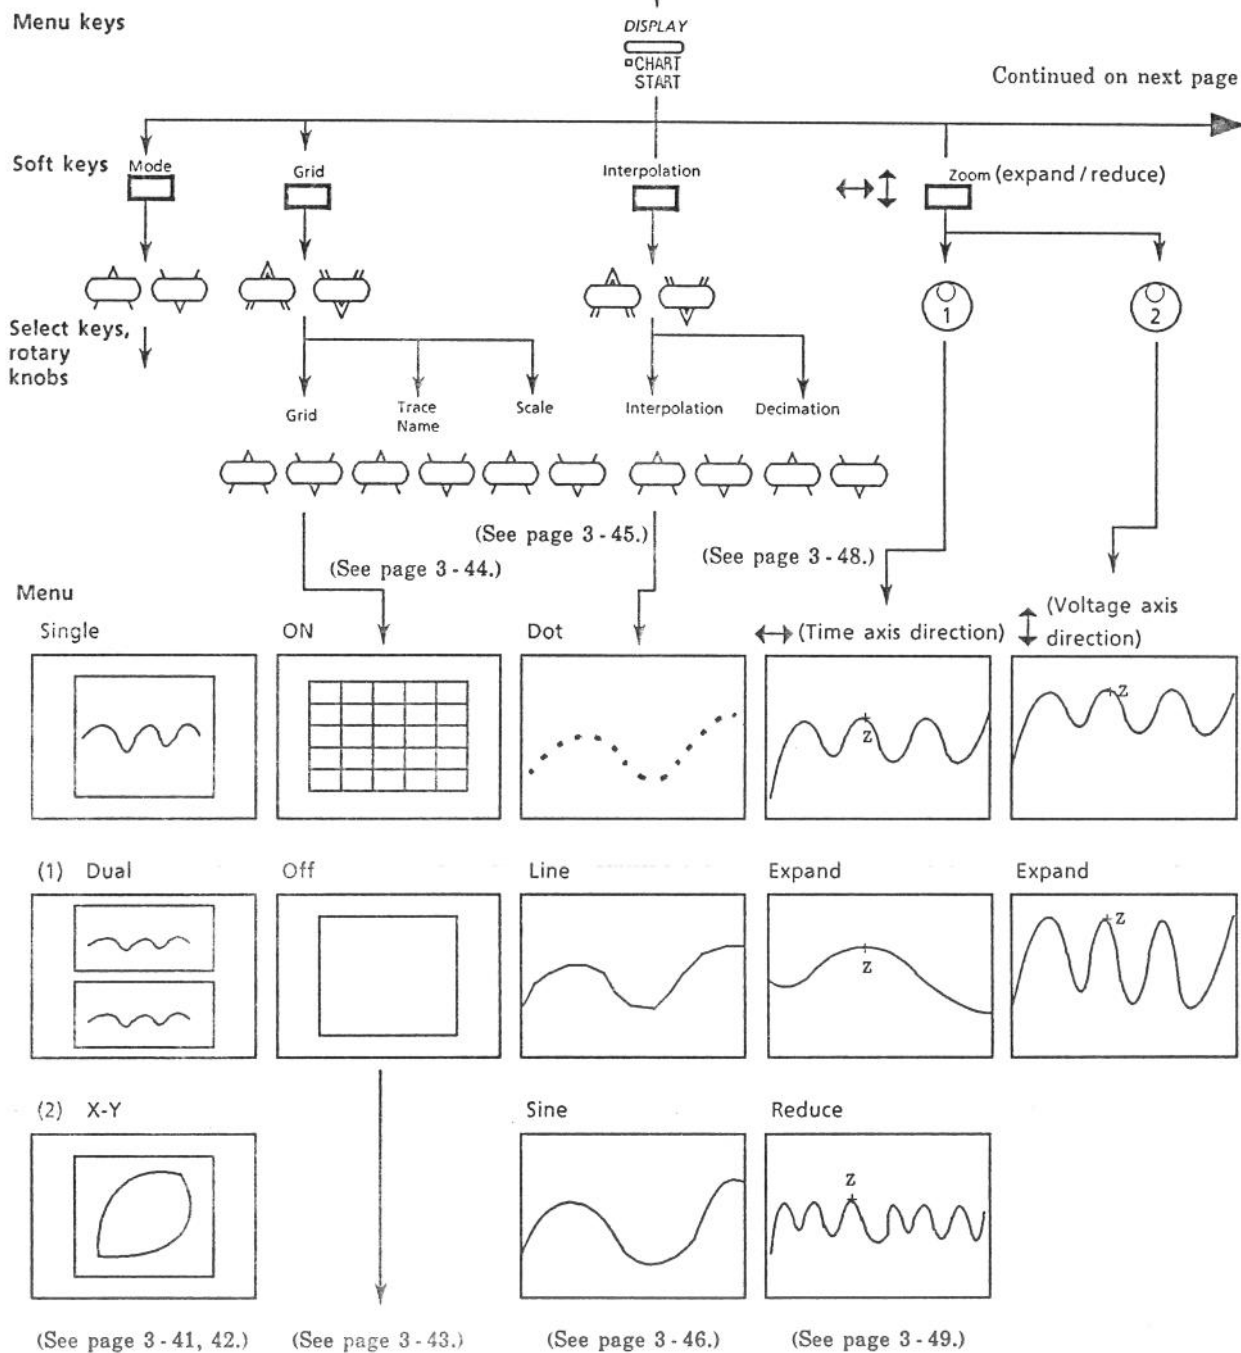 Menu keys
DISPLAY
CHART
START
Continued on next page
Soft keys
Mode
Grid
Interpolation
Zoom (expand / reduce)
Select keys,
rotary
knobs
1
2
Grid
Trace
Name
Scale
Interpolation
Decimation
(See page 3 - 45.)
(See page 3 - 44.)
(See page 3 - 48.)
Menu
Single
ON
Dot
(Time axis direction)
(Voltage axis
direction)
Z
Z
(1) Dual
Off
Line
Expand
Expand
Z
Z
(2) X-Y
Sine
Reduce
Z
(See page 3 - 41, 42.)
(See page 3 - 43.)
(See page 3 - 46.)
(See page 3 - 49.)